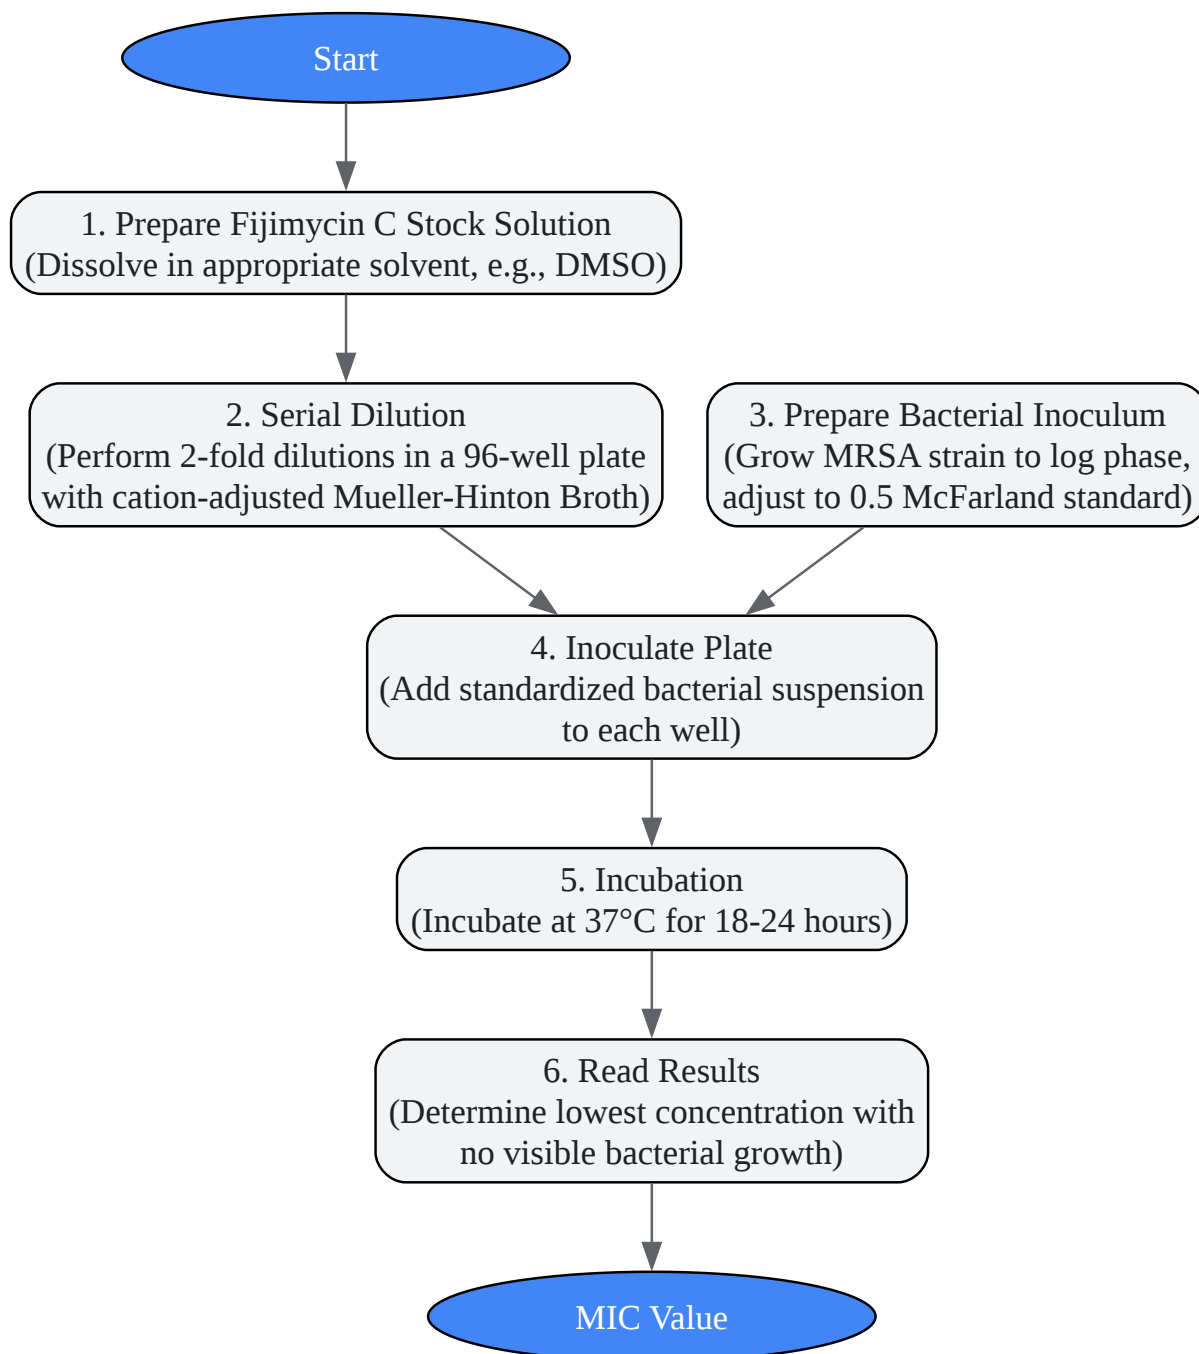 Start
1. Prepare Fijimycin C Stock Solution
(Dissolve in appropriate solvent, e.g., DMSO)
2. Serial Dilution
(Perform 2-fold dilutions in a 96-well plate
with cation-adjusted Mueller-Hinton Broth)
3. Prepare Bacterial Inoculum
(Grow MRSA strain to log phase,
adjust to 0.5 McFarland standard)
4. Inoculate Plate
(Add standardized bacterial suspension
to each well)
5. Incubation
(Incubate at 37°C for 18-24 hours)
6. Read Results
(Determine lowest concentration with
no visible bacterial growth)
MIC Value